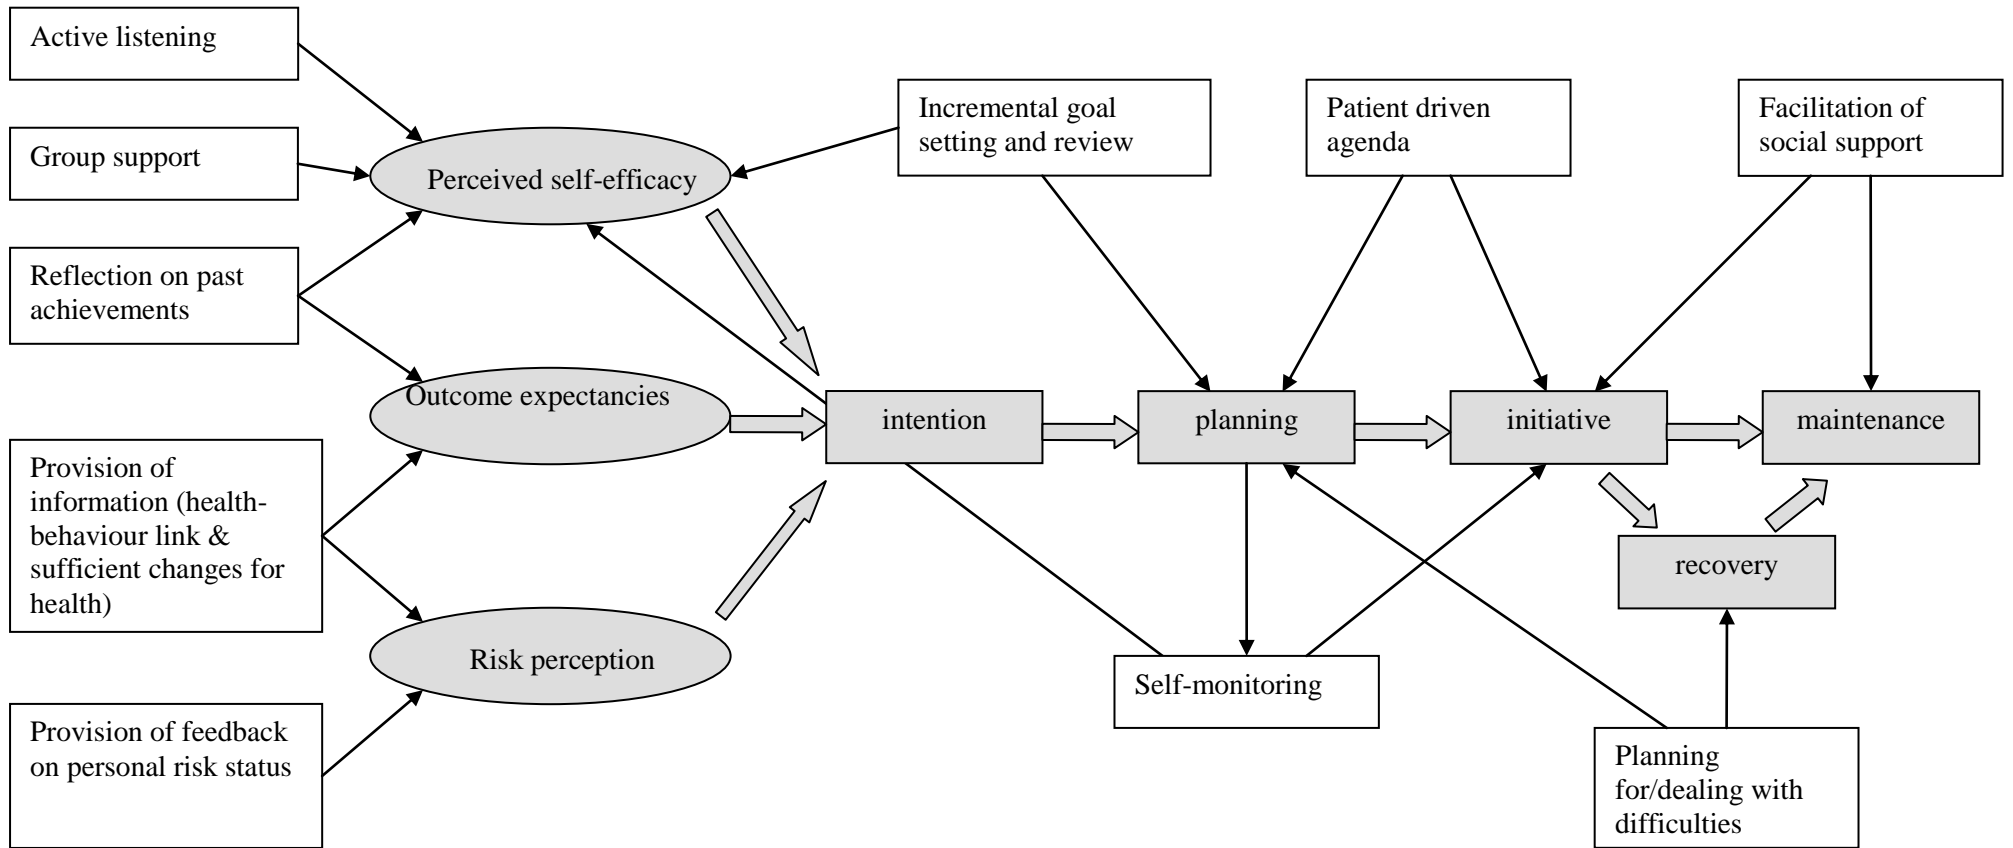 Active listening
Group support
Reflection on past
achievements
Provision of
information (health-
behaviour link &
sufficient changes for
health)
Provision of feedback
on personal risk status
Perceived self-efficacy
Outcome expectancies
Risk perception
Incremental goal
setting and review
Patient driven
agenda
Facilitation of
social support
intention
planning
initiative
maintenance
recovery
Self-monitoring
Planning
for/dealing with
difficulties